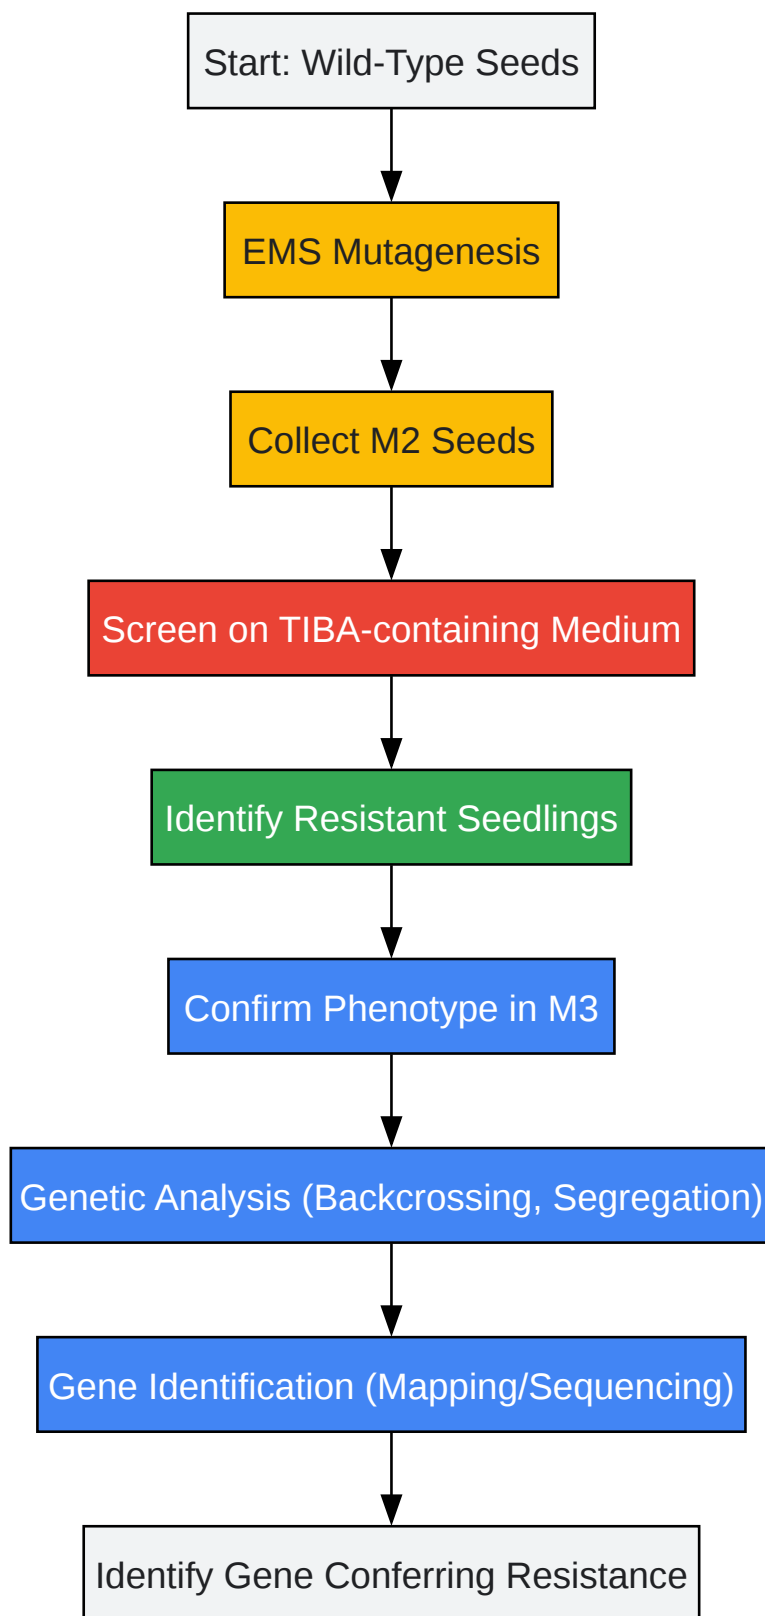 Start: Wild-Type Seeds
EMS Mutagenesis
Collect M2 Seeds
Screen on TIBA-containing Medium
Identify Resistant Seedlings
Confirm Phenotype in M3
Genetic Analysis (Backcrossing, Segregation)
Gene Identification (Mapping/Sequencing)
Identify Gene Conferring Resistance